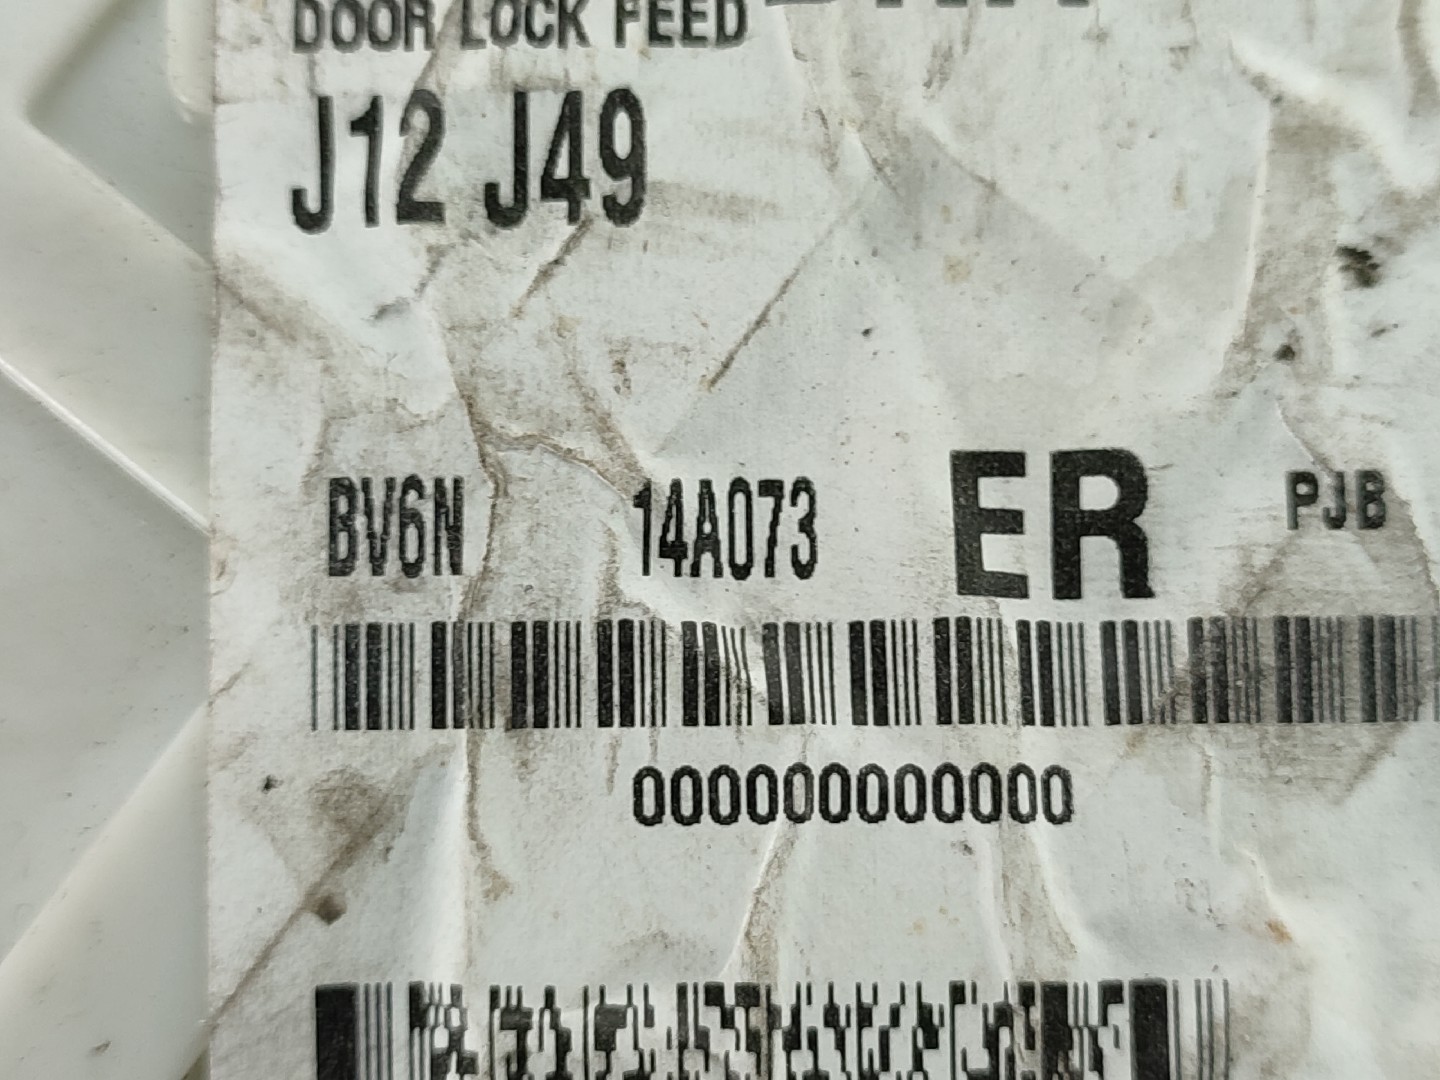 DOOR LOCK FEED
J12 J49
BV6N 14A073 ER PJB
000000000000